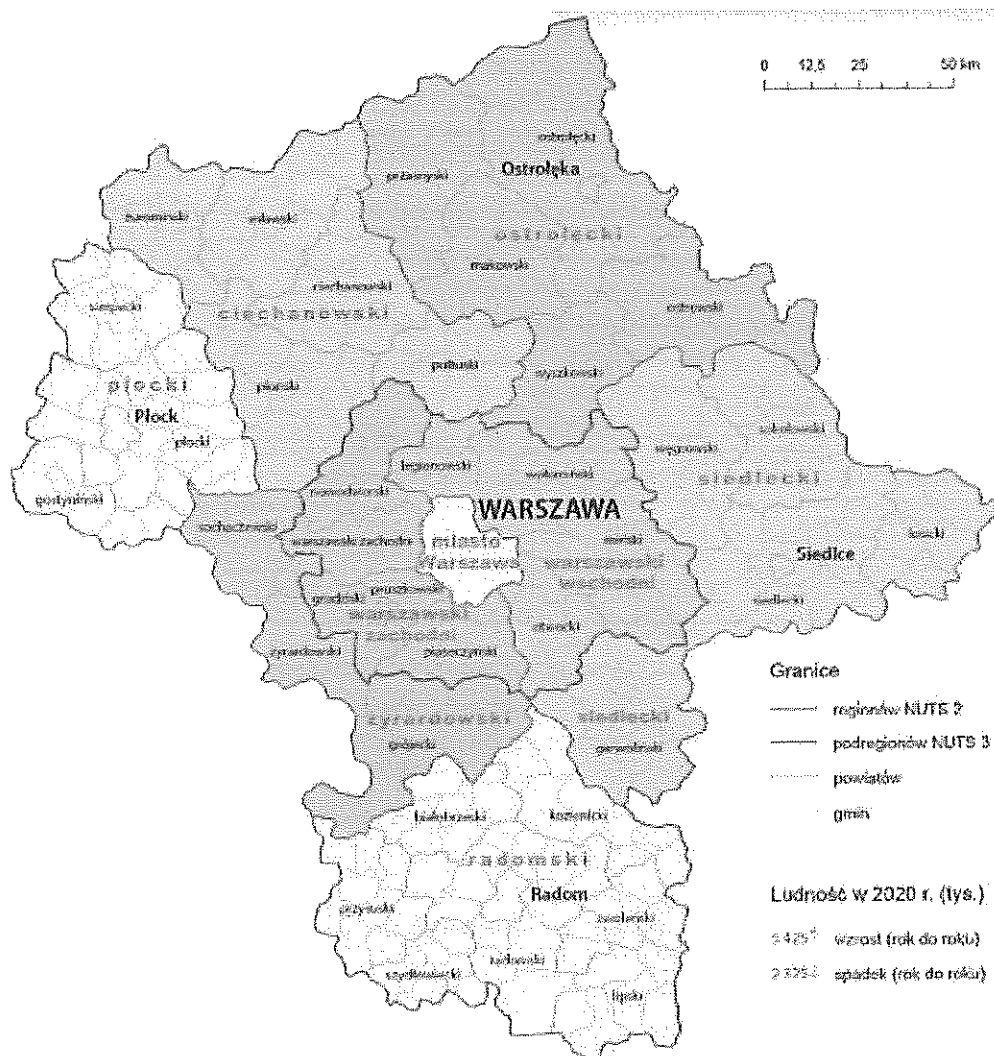 0 12,5 25 50 km
ostrołęcki
przasnyski
Ostrołęka
żuromiński
mławski
ostrołęcki
makowski
ciechanowski
sierpecki
ciechanowski
ostrowski
pułtuski
płocki
płoński
wyszkowski
Płock
sokołowski
płocki
węgrowski
legionowski
wołomiński
siedlecki
gostyniński
nowodworski
WARSZAWA
sochaczewski
łosicki
warszawski zachodni
miasto
miński
Siedlce
Warszawa
warszawski
wschodni
grodziski
pruszkowski
siedlecki
warszawski
otwocki
zachodni
żyrardowski
piaseczyński
Granice
żyrardowski
siedlecki
regionów NUTS 2
grójecki
garwoliński
podregionów NUTS 3
powiatów
białobrzeski
kozienicki
gmin
radomski
Radom
Ludność w 2020 r. (tys.)
przysuski
zwoleński
5 425
wzrost (rok do roku)
radomski
szydłowiecki
2 325
spadek (rok do roku)
lipski